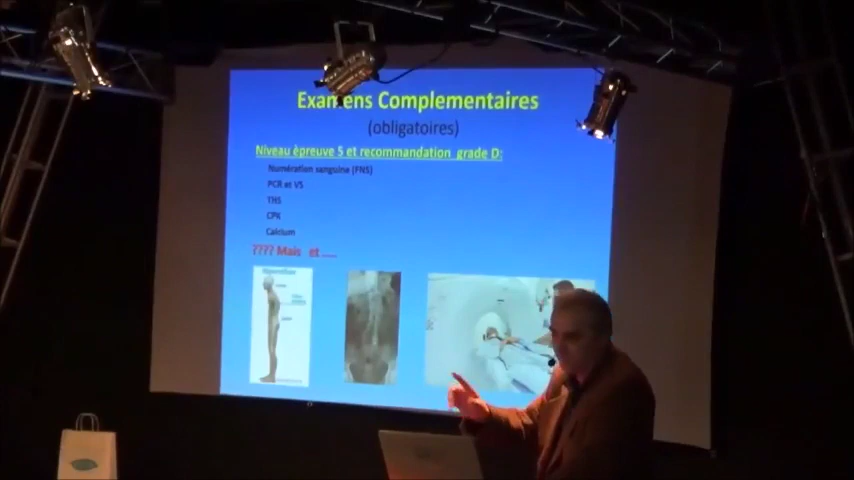 Examens Complementaires
(obligatoires)
Niveau èpreuve 5 et recommandation grade D:
Numération sanguine (FNS)
PCR et VS
THS
CPK
Calcium
???? Mais et .....